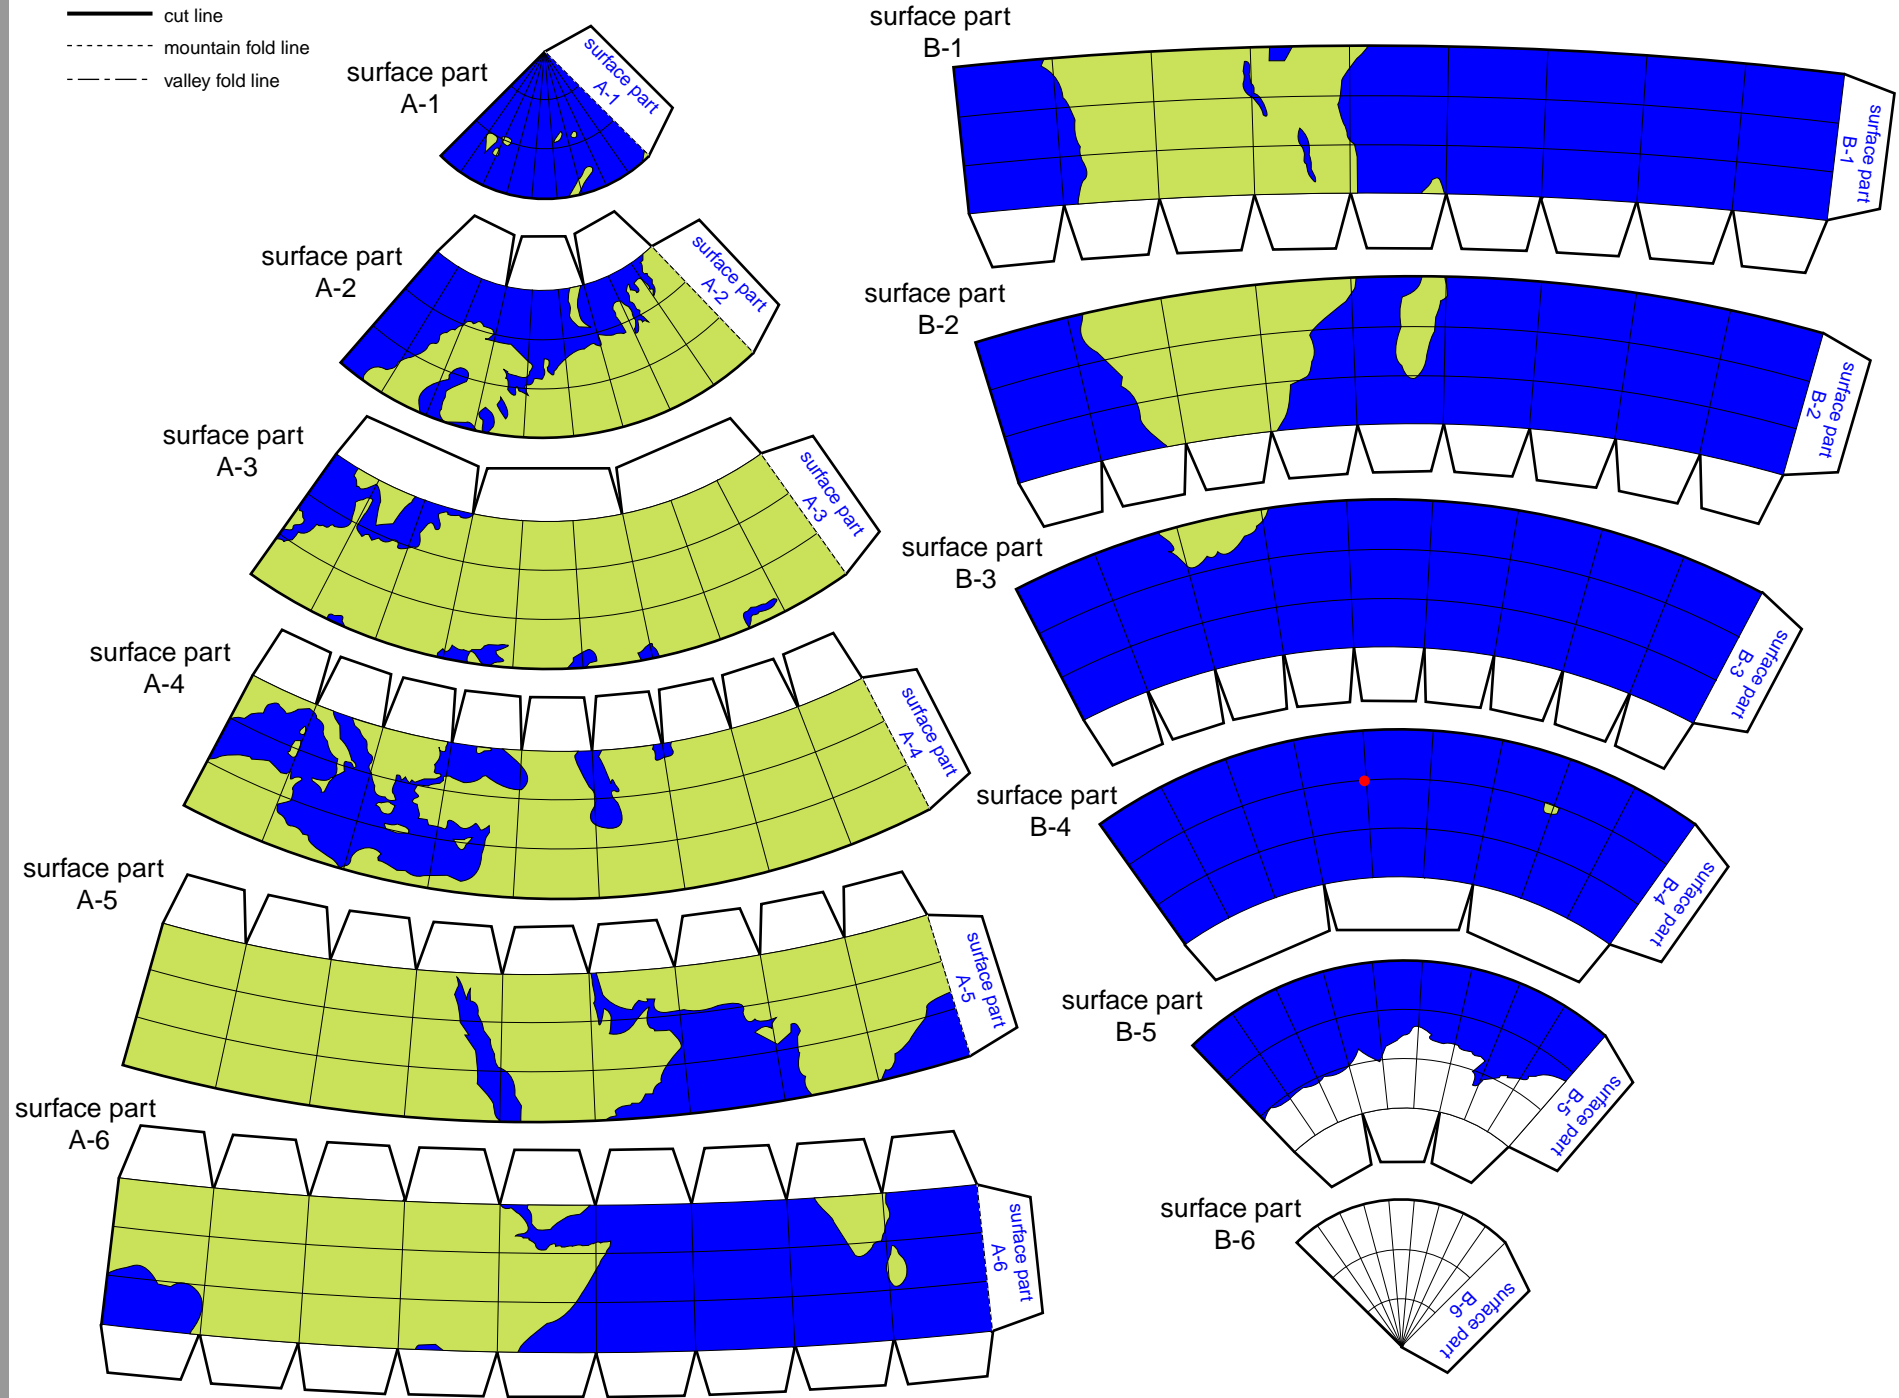 cut line
mountain fold line
valley fold line
surface part
A-1
surface part
A-1
surface part
A-2
surface part
A-2
surface part
A-3
surface part
A-3
surface part
A-4
surface part
A-4
surface part
A-5
surface part
A-5
surface part
A-6
surface part
A-6
surface part
B-1
surface part
B-1
surface part
B-2
surface part
B-2
surface part
B-3
surface part
B-3
surface part
B-4
surface part
B-4
surface part
B-5
surface part
B-5
surface part
B-6
surface part
B-6